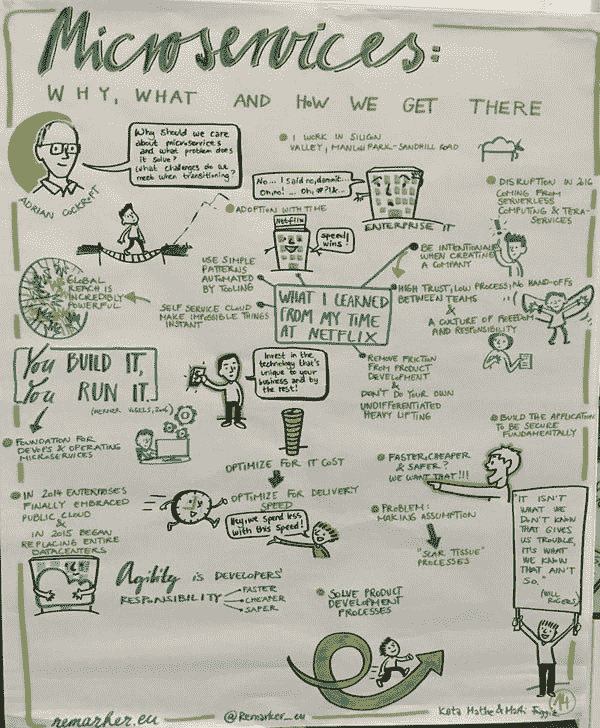 Microservices:
WHY, WHAT AND HOW WE GET THERE
Why should we care
about microservices
and what problem does
it solve?
What challenges do we
meet when transitioning?
ADRIAN COCKROFT
I WORK IN SILICON
VALLEY, MANLON PARK-SANDHILL ROAD
No... I said no, dammit...
Oh no! ... Oh,
ENTERPRISE IT
DISRUPTION IN 2016
COMING FROM
SERVERLESS
COMPUTING & TERA-
SERVICES
ADOPTION WITH TIME
Netflix
speed
wins!
BE INTENTIONAL
WHEN CREATING
A COMPANY
GLOBAL
REACH IS
INCREDIBLY
POWERFUL
USE SIMPLE
PATTERNS
AUTOMATED
BY TOOLING
SELF SERVICE CLOUD
MAKE IMPOSSIBLE THINGS
INSTANT
WHAT I LEARNED
FROM MY TIME
AT NETFLIX
HIGH TRUST, LOW PROCESS, NO HAND-OFFS
BETWEEN TEAMS
&
A CULTURE OF FREEDOM
AND RESPONSIBILITY
REMOVE FRICTION
FROM PRODUCT
DEVELOPMENT
&
DON'T DO YOUR OWN
UNDIFFERENTIATED
HEAVY LIFTING
You BUILD IT,
You RUN IT.
(WERNER VOGELS, 2006)
Invest in the
technology that's
unique to your
business and buy
the rest!
FOUNDATION FOR
DEVOPS & OPERATING
MICROSERVICES
OPTIMIZE FOR IT COST
OPTIMIZE FOR DELIVERY
SPEED
Hey, we spend less
with this speed!
BUILD THE APPLICATION
TO BE SECURE
FUNDAMENTALLY
FASTER, CHEAPER
& SAFER?
WE WANT THAT!!!
PROBLEM:
MAKING ASSUMPTION
"SCAR TISSUE"
PROCESSES
"IT ISN'T
WHAT WE
DON'T KNOW
THAT GIVES
US TROUBLE,
IT'S WHAT
WE KNOW
THAT AIN'T
SO."
(WILL
ROGERS)
IN 2014 ENTERPRISES
FINALLY EMBRACED
PUBLIC CLOUD
&
IN 2015 BEGAN
REPLACING ENTIRE
DATACENTERS
Agility IS DEVELOPERS'
RESPONSIBILITY
FASTER
CHEAPER
SAFER
SOLVE PRODUCT
DEVELOPMENT
PROCESSES
remarker.eu
@Remarker_eu
Kata Mathe & Marti